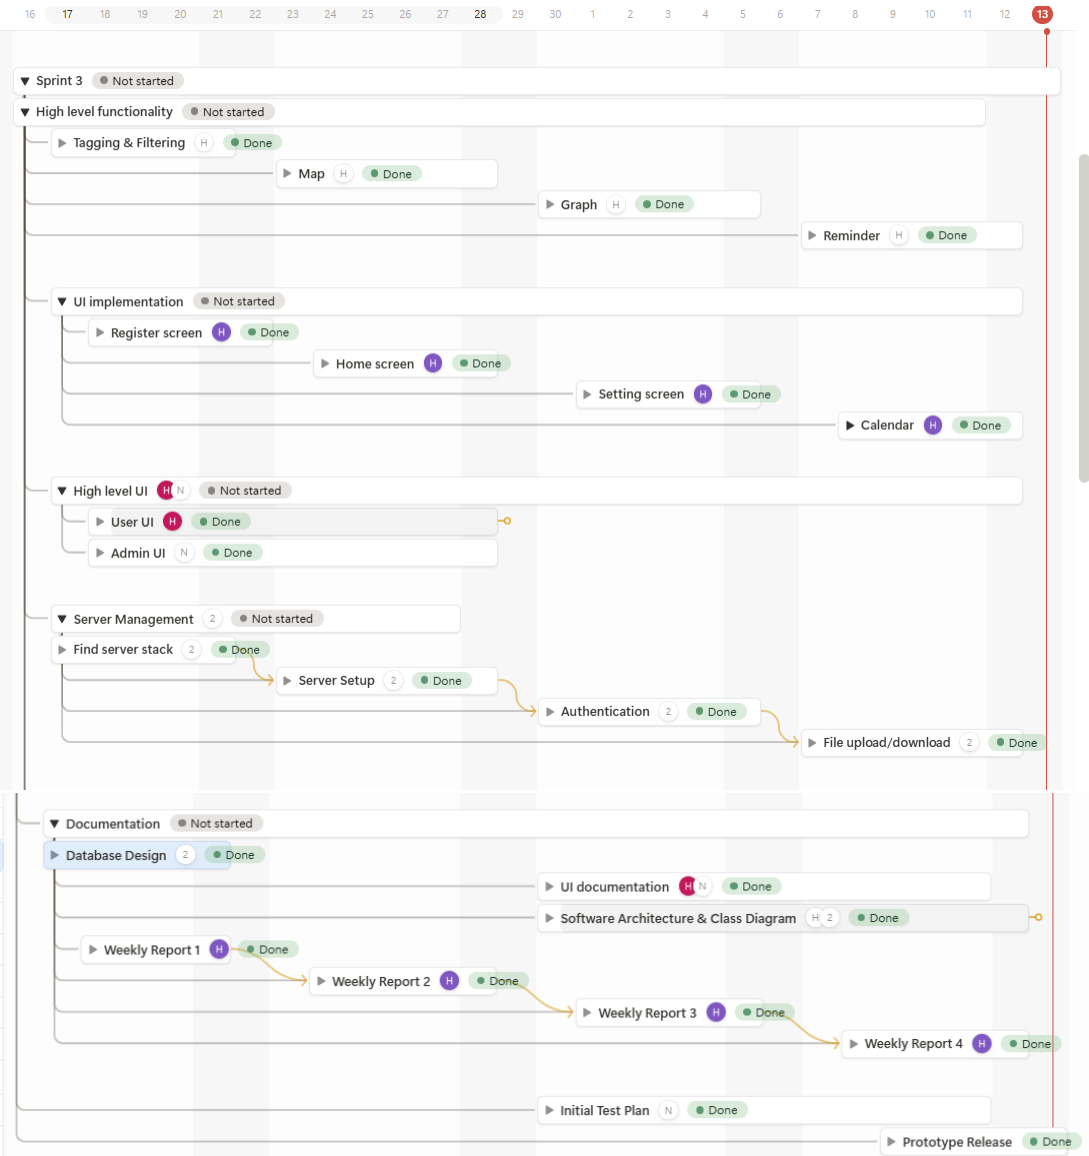 16 17 18 19 20 21 22 23 24 25 26 27 28 29 30 1 2 3 4 5 6 7 8 9 10 11 12 13
Sprint 3 Not started
High level functionality Not started
Tagging & Filtering H Done
Map H Done
Graph H Done
Reminder H Done
UI implementation Not started
Register screen H Done
Home screen H Done
Setting screen H Done
Calendar H Done
High level UI H N Not started
User UI H Done
Admin UI N Done
Server Management 2 Not started
Find server stack 2 Done
Server Setup 2 Done
Authentication 2 Done
File upload/download 2 Done
Documentation Not started
Database Design 2 Done
UI documentation H N Done
Software Architecture & Class Diagram H 2 Done
Weekly Report 1 H Done
Weekly Report 2 H Done
Weekly Report 3 H Done
Weekly Report 4 H Done
Initial Test Plan N Done
Prototype Release Done